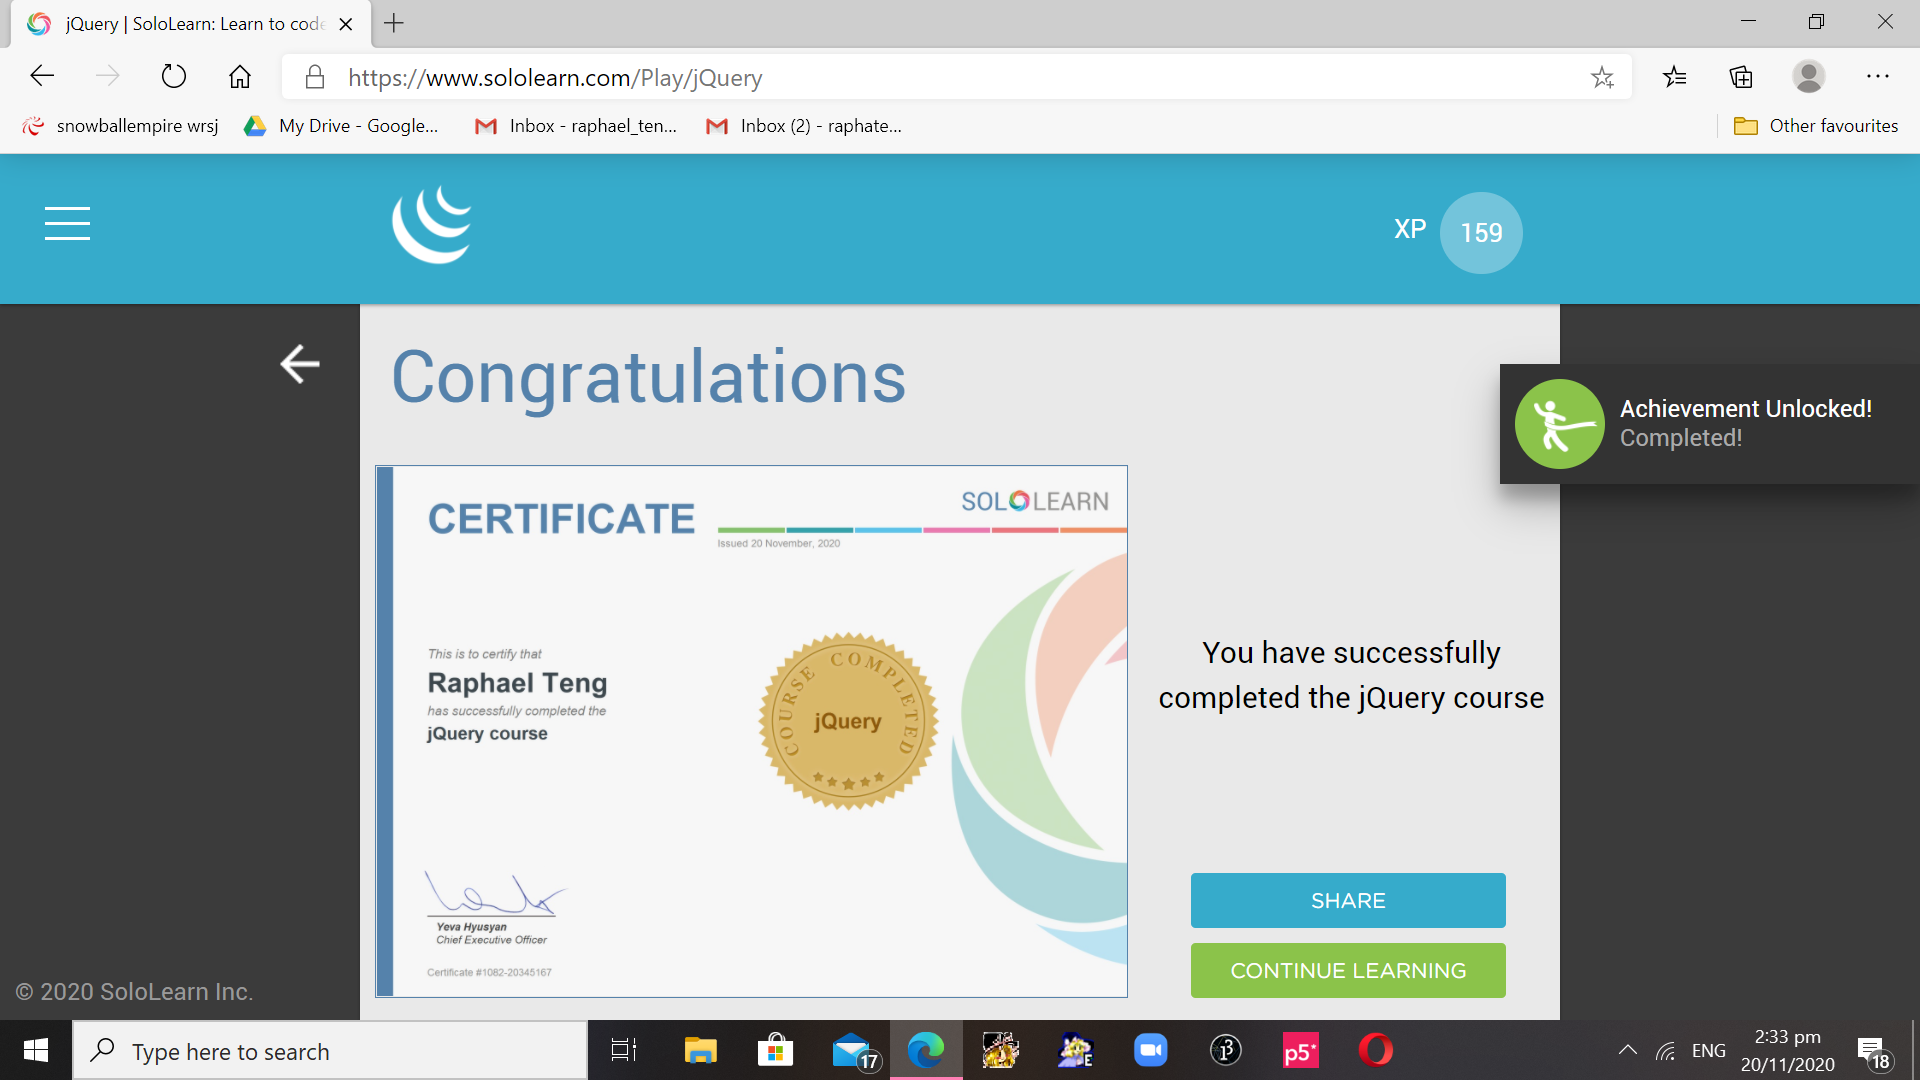 jQuery | SoloLearn: Learn to code
https://www.sololearn.com/Play/jQuery
snowballempire wrsj
My Drive - Google...
Inbox - raphael_ten...
Inbox (2) - raphate...
Other favourites
XP 159
Congratulations
Achievement Unlocked!
Completed!
CERTIFICATE
SOLOLEARN
Issued 20 November, 2020
This is to certify that
Raphael Teng
has successfully completed the
jQuery course
COURSE COMPLETED
jQuery
Yeva Hyusyan
Chief Executive Officer
Certificate #1082-20345167
You have successfully
completed the jQuery course
SHARE
CONTINUE LEARNING
© 2020 SoloLearn Inc.
Type here to search
17
E
p5*
ENG
2:33 pm
20/11/2020
18